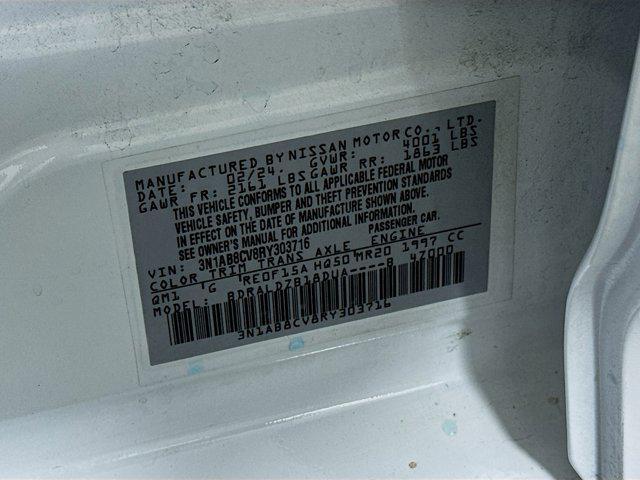 MANUFACTURED BY NISSAN MOTOR CO., LTD.
DATE: 02/24 GVWR: 4001 LBS
GAWR FR: 2161 LBS GAWR RR: 1863 LBS
THIS VEHICLE CONFORMS TO ALL APPLICABLE FEDERAL MOTOR
VEHICLE SAFETY, BUMPER AND THEFT PREVENTION STANDARDS
IN EFFECT ON THE DATE OF MANUFACTURE SHOWN ABOVE.
SEE OWNER'S MANUAL FOR ADDITIONAL INFORMATION.
VIN: 3N1AB8CV8RY303716 PASSENGER CAR.
COLOR TRIM TRANS AXLE ENGINE
QM1 G RE0F15A HQ50 MR20 1997 CC
MODEL: BDRALDZB18DUA----B 47000
3N1AB8CV8RY303716